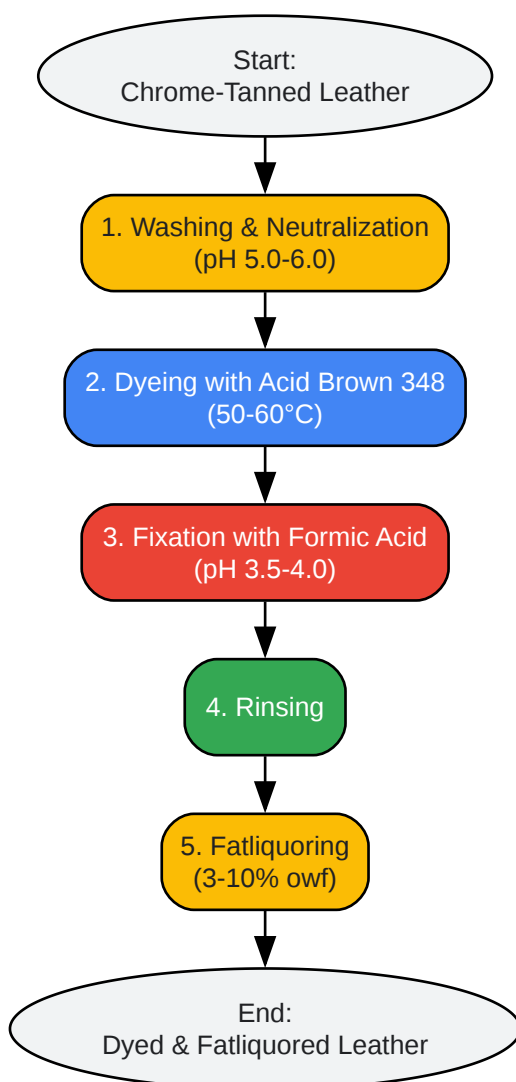 Start:
Chrome-Tanned Leather
1. Washing & Neutralization
(pH 5.0-6.0)
2. Dyeing with Acid Brown 348
(50-60°C)
3. Fixation with Formic Acid
(pH 3.5-4.0)
4. Rinsing
5. Fatliquoring
(3-10% owf)
End:
Dyed & Fatliquored Leather